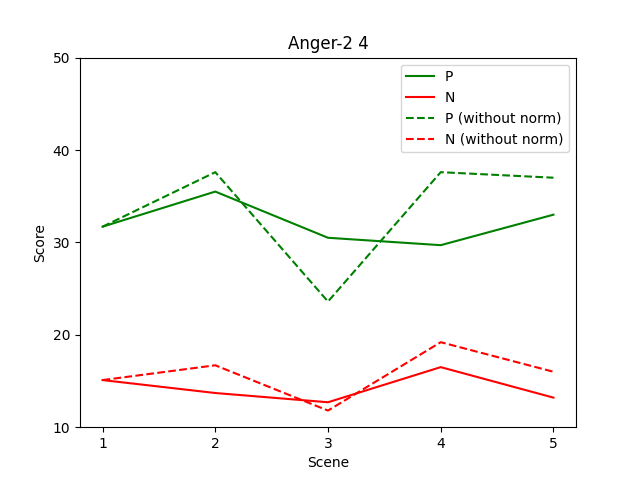 Anger-2 4
50
40
30
20
10
Score
P
N
P (without norm)
N (without norm)
1 2 3 4 5
Scene